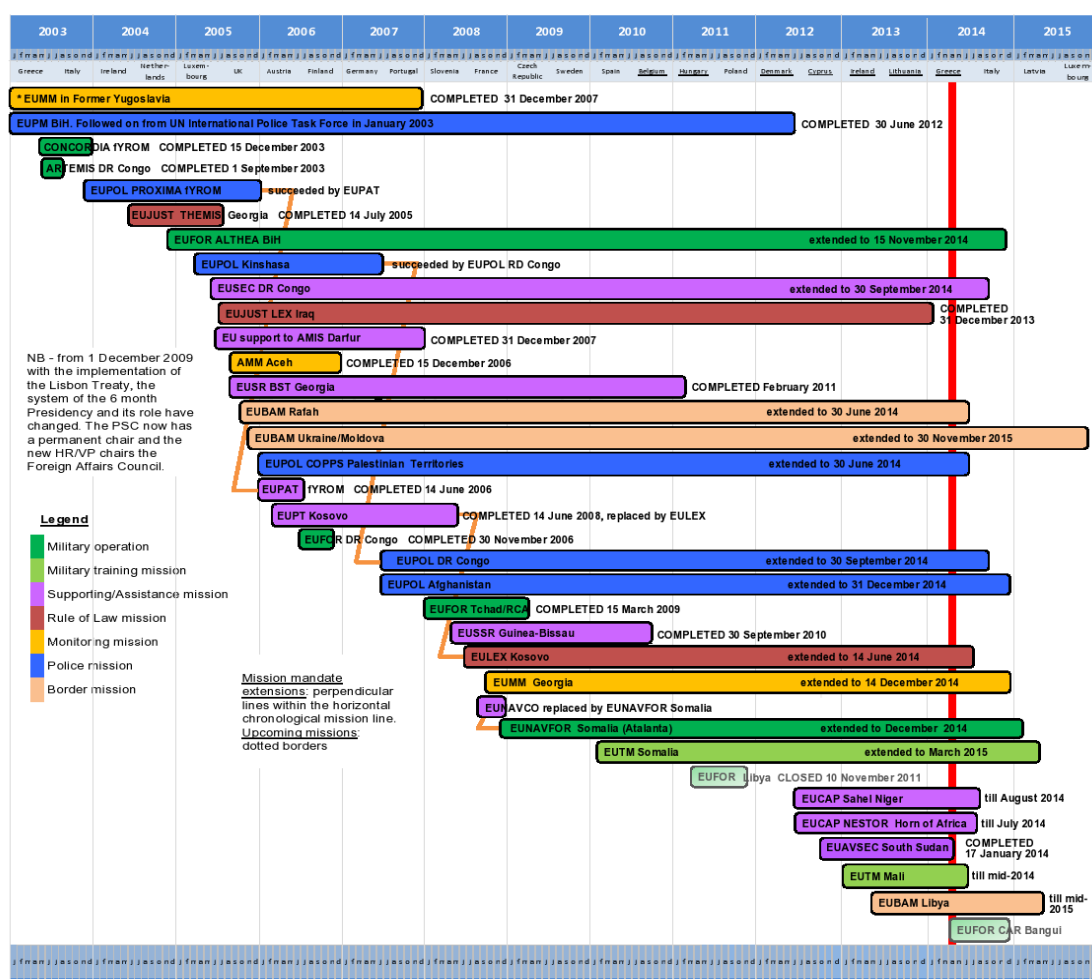 2003 2004 2005 2006 2007 2008 2009 2010 2011 2012 2013 2014 2015
j f m a m j j a s o n d j f m a m j j a s o n d j f m a m j j a s o n d j f m a m j j a s o n d j f m a m j j a s o n d j f m a m j j a s o n d j f m a m j j a s o n d j f m a m j j a s o n d j f m a m j j a s o n d j f m a m j j a s o n d j f m a m j j a s o n d j f m a m j j a s o n d j f m a m j j a s o n d
Greece Italy Ireland Nether-lands Luxem-bourg UK Austria Finland Germany Portugal Slovenia France Czech Republic Sweden Spain Belgium Hungary Poland Denmark Cyprus Ireland Lithuania Greece Italy Latvia Luxem-bourg
* EUMM in Former Yugoslavia COMPLETED 31 December 2007
EUPM BiH. Followed on from UN International Police Task Force in January 2003 COMPLETED 30 June 2012
CONCORDIA fYROM COMPLETED 15 December 2003
ARTEMIS DR Congo COMPLETED 1 September 2003
EUPOL PROXIMA fYROM succeeded by EUPAT
EUJUST THEMIS Georgia COMPLETED 14 July 2005
EUFOR ALTHEA BiH extended to 15 November 2014
EUPOL Kinshasa succeeded by EUPOL RD Congo
EUSEC DR Congo extended to 30 September 2014
EUJUST LEX Iraq COMPLETED
31 December 2013
EU support to AMIS Darfur COMPLETED 31 December 2007
AMM Aceh COMPLETED 15 December 2006
EUSR BST Georgia COMPLETED February 2011
EUBAM Rafah extended to 30 June 2014
EUBAM Ukraine/Moldova extended to 30 November 2015
EUPOL COPPS Palestinian Territories extended to 30 June 2014
EUPAT fYROM COMPLETED 14 June 2006
EUPT Kosovo COMPLETED 14 June 2008, replaced by EULEX
EUFOR DR Congo COMPLETED 30 November 2006
EUPOL DR Congo extended to 30 September 2014
EUPOL Afghanistan extended to 31 December 2014
EUFOR Tchad/RCA COMPLETED 15 March 2009
EUSSR Guinea-Bissau COMPLETED 30 September 2010
EULEX Kosovo extended to 14 June 2014
EUMM Georgia extended to 14 December 2014
EUNAVCO replaced by EUNAVFOR Somalia
EUNAVFOR Somalia (Atalanta) extended to December 2014
EUTM Somalia extended to March 2015
EUFOR Libya CLOSED 10 November 2011
EUCAP Sahel Niger till August 2014
EUCAP NESTOR Horn of Africa till July 2014
EUAVSEC South Sudan COMPLETED
17 January 2014
EUTM Mali till mid-2014
EUBAM Libya till mid-
2015
EUFOR CAR Bangui
NB - from 1 December 2009
with the implementation of
the Lisbon Treaty, the
system of the 6 month
Presidency and its role have
changed. The PSC now has
a permanent chair and the
new HR/VP chairs the
Foreign Affairs Council.
Legend
Military operation
Military training mission
Supporting/Assistance mission
Rule of Law mission
Monitoring mission
Police mission
Border mission
Mission mandate
extensions: perpendicular
lines within the horizontal
chronological mission line.
Upcoming missions:
dotted borders
j f m a m j j a s o n d j f m a m j j a s o n d j f m a m j j a s o n d j f m a m j j a s o n d j f m a m j j a s o n d j f m a m j j a s o n d j f m a m j j a s o n d j f m a m j j a s o n d j f m a m j j a s o n d j f m a m j j a s o n d j f m a m j j a s o n d j f m a m j j a s o n d j f m a m j j a s o n d